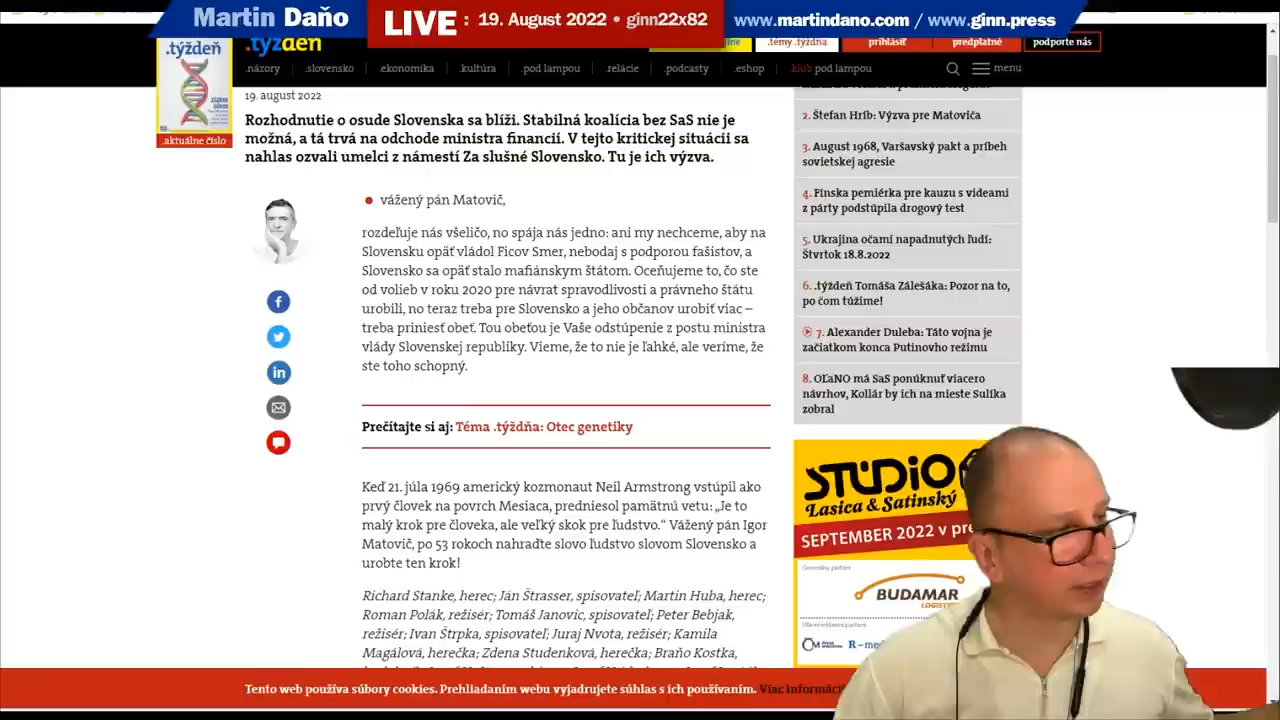 Martin Daňo
LIVE : 19. August 2022 • ginn22x82
www.martindano.com / www.ginn.press
.týždeň
.týždeň
.témy .týždňa
prihlásiť
predplatné
podporte nás
.názory
.slovensko
.ekonomika
.kultúra
.pod lampou
.relácie
.podcasty
.eshop
.klub pod lampou
menu
.aktuálne číslo
19. august 2022
Rozhodnutie o osude Slovenska sa blíži. Stabilná koalícia bez SaS nie je
možná, a tá trvá na odchode ministra financií. V tejto kritickej situácii sa
nahlas ozvali umelci z námestí Za slušné Slovensko. Tu je ich výzva.
vážený pán Matovič,
rozdeľuje nás všeličo, no spája nás jedno: ani my nechceme, aby na
Slovensku opäť vládol Ficov Smer, nebodaj s podporou fašistov, a
Slovensko sa opäť stalo mafiánskym štátom. Oceňujeme to, čo ste
od volieb v roku 2020 pre návrat spravodlivosti a právneho štátu
urobili, no teraz treba pre Slovensko a jeho občanov urobiť viac –
treba priniesť obeť. Tou obeťou je Vaše odstúpenie z postu ministra
vlády Slovenskej republiky. Vieme, že to nie je ľahké, ale veríme, že
ste toho schopný.
Prečítajte si aj: Téma .týždňa: Otec genetiky
Keď 21. júla 1969 americký kozmonaut Neil Armstrong vstúpil ako
prvý človek na povrch Mesiaca, predniesol pamätnú vetu: „Je to
malý krok pre človeka, ale veľký skok pre ľudstvo.“ Vážený pán Igor
Matovič, po 53 rokoch nahraďte slovo ľudstvo slovom Slovensko a
urobte ten krok!
Richard Stanke, herec; Ján Štrasser, spisovateľ; Martin Huba, herec;
Roman Polák, režisér; Tomáš Janovic, spisovateľ; Peter Bebjak,
režisér; Ivan Štrpka, spisovateľ; Juraj Nvota, režisér; Kamila
Magálová, herečka; Zdena Studenková, herečka; Braňo Kostka,
2. Štefan Hríb: Výzva pre Matoviča
3. August 1968, Varšavský pakt a príbeh
sovietskej agresie
4. Fínska pemiérka pre kauzu s videami
z párty podstúpila drogový test
5. Ukrajina očami napadnutých ľudí:
Štvrtok 18.8.2022
6. .týždeň Tomáša Zálešáka: Pozor na to,
po čom túžime!
7. Alexander Duleba: Táto vojna je
začiatkom konca Putinovho režimu
8. OĽaNO má SaS ponúknuť viacero
návrhov, Kollár by ich na mieste Sulíka
zobral
ŠTÚDIO
Lasica & Satinský
SEPTEMBER 2022 v pre
Generálny partner
BUDAMAR
LOGISTI
R – med
Tento web používa súbory cookies. Prehliadaním webu vyjadrujete súhlas s ich používaním. Viac informáci